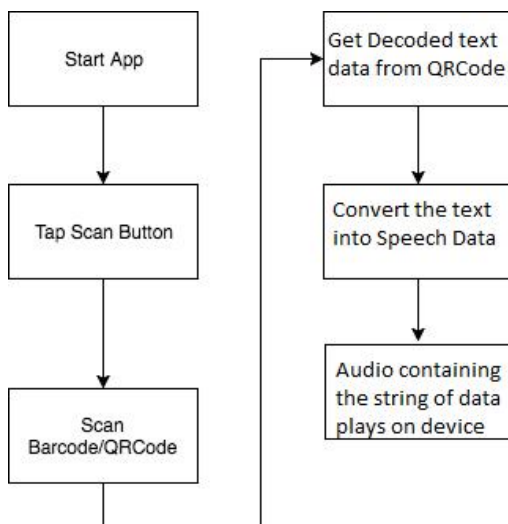 Start App
Tap Scan Button
Scan
Barcode/QRCode
Get Decoded text
data from QRCode
Convert the text
into Speech Data
Audio containing
the string of data
plays on device